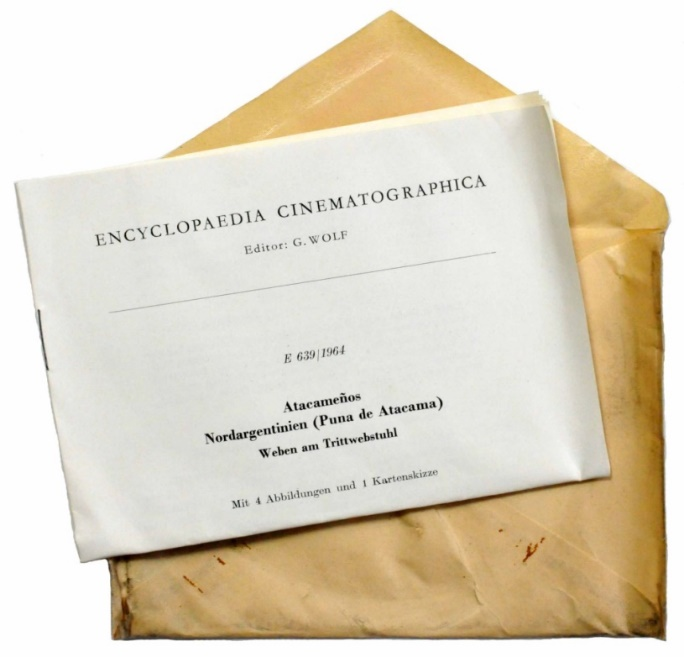 ENCYCLOPAEDIA CINEMATOGRAPHICA
Editor: G. WOLF
E 639/1964
Atacameños
Nordargentinien (Puna de Atacama)
Weben am Trittwebstuhl
Mit 4 Abbildungen und 1 Kartenskizze